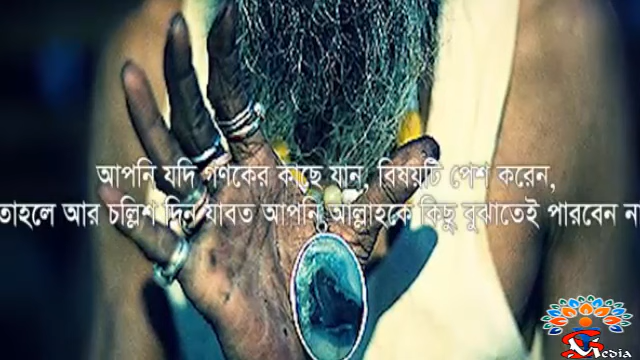 আপনি যদি গণকের কাছে যান, বিষয়টি পেশ করেন,
তাহলে আর চল্লিশ দিন যাবত আপনি আল্লাহকে কিছু বুঝাতেই পারবেন না
Media